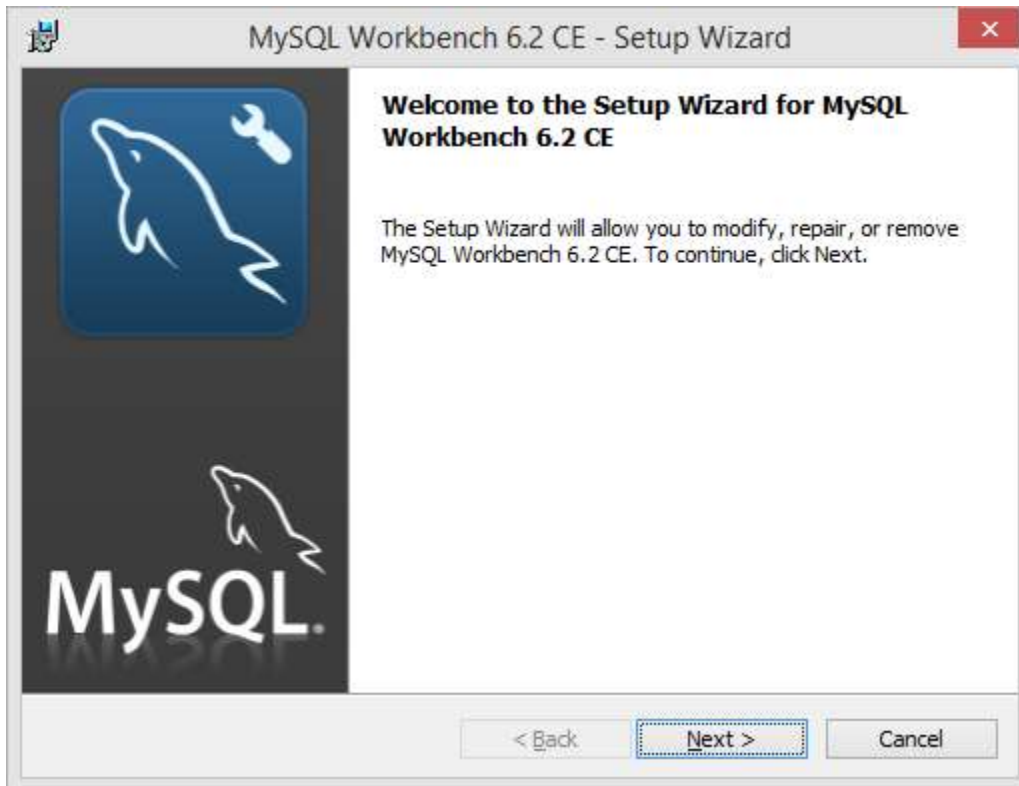 MySQL Workbench 6.2 CE - Setup Wizard
Welcome to the Setup Wizard for MySQL
Workbench 6.2 CE
The Setup Wizard will allow you to modify, repair, or remove
MySQL Workbench 6.2 CE. To continue, click Next.
MySQL®
< Back Next > Cancel